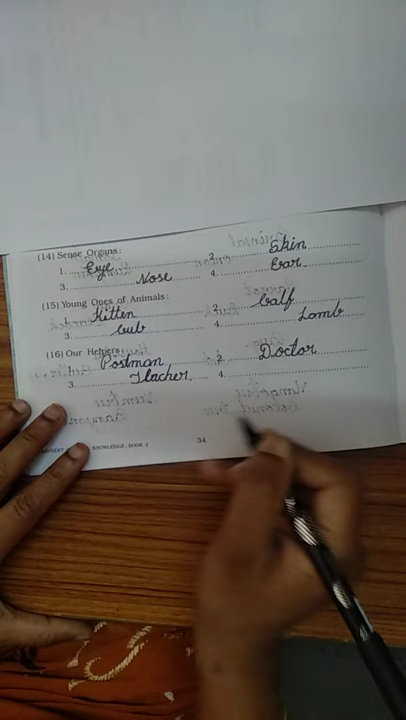 (14) Sense Organs:
1. Eye 2. Skin
3. Nose 4. Ear
(15) Young Ones of Animals:
1. Kitten 2. Calf
3. Cub 4. Lamb
(16) Our Helpers
1. Postman 2. Doctor
3. Teacher 4.
KNOWLEDGE: BOOK 2 34